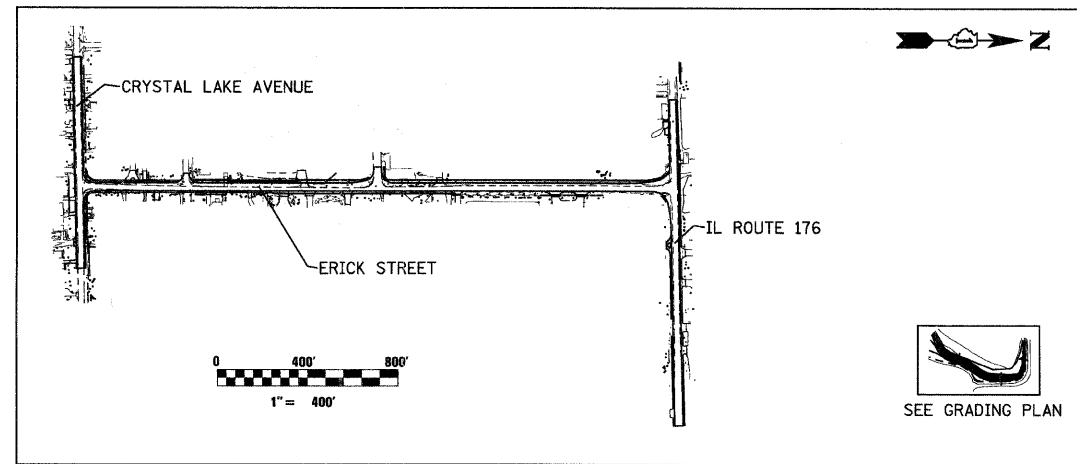 CRYSTAL LAKE AVENUE
N
IL ROUTE 176
ERICK STREET
0 400' 800'
1" = 400'
SEE GRADING PLAN